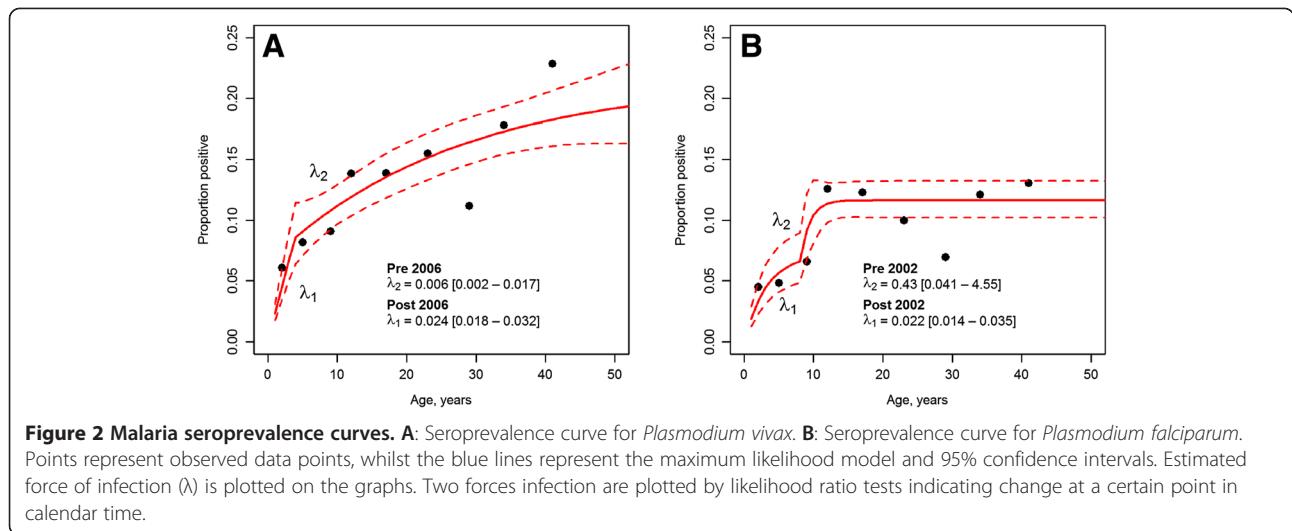 A
Proportion positive
0.25
0.20
0.15
0.10
0.05
0.00
λ2
λ1
Pre 2006
λ2 = 0.006 [0.002 – 0.017]
Post 2006
λ1 = 0.024 [0.018 – 0.032]
0 10 20 30 40 50
Age, years
B
Proportion positive
0.25
0.20
0.15
0.10
0.05
0.00
λ2
λ1
Pre 2002
λ2 = 0.43 [0.041 – 4.55]
Post 2002
λ1 = 0.022 [0.014 – 0.035]
0 10 20 30 40 50
Age, years
Figure 2 Malaria seroprevalence curves. A: Seroprevalence curve for Plasmodium vivax. B: Seroprevalence curve for Plasmodium falciparum.
Points represent observed data points, whilst the blue lines represent the maximum likelihood model and 95% confidence intervals. Estimated
force of infection (λ) is plotted on the graphs. Two forces infection are plotted by likelihood ratio tests indicating change at a certain point in
calendar time.